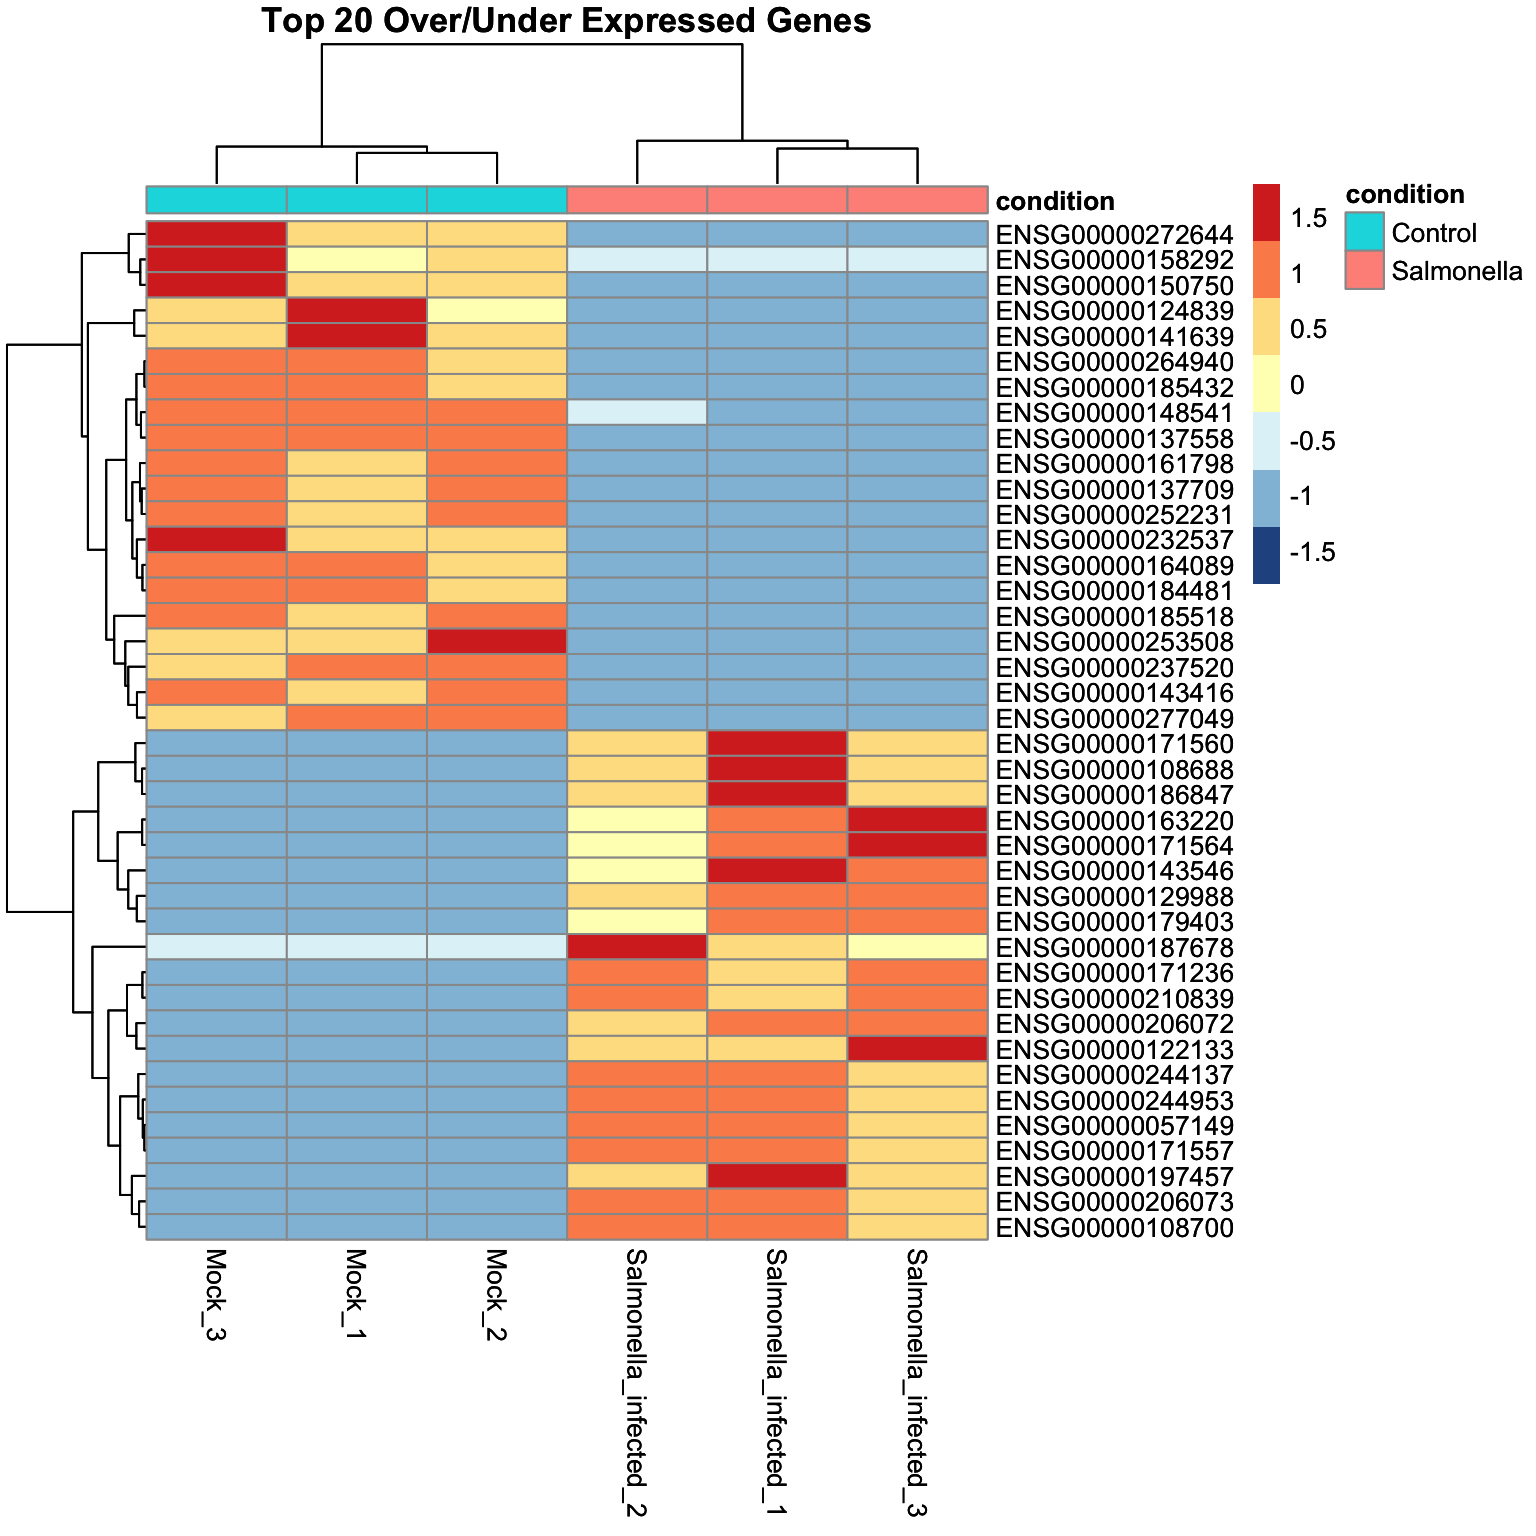 Top 20 Over/Under Expressed Genes
condition
ENSG00000272644
ENSG00000158292
ENSG00000150750
ENSG00000124839
ENSG00000141639
ENSG00000264940
ENSG00000185432
ENSG00000148541
ENSG00000137558
ENSG00000161798
ENSG00000137709
ENSG00000252231
ENSG00000232537
ENSG00000164089
ENSG00000184481
ENSG00000185518
ENSG00000253508
ENSG00000237520
ENSG00000143416
ENSG00000277049
ENSG00000171560
ENSG00000108688
ENSG00000186847
ENSG00000163220
ENSG00000171564
ENSG00000143546
ENSG00000129988
ENSG00000179403
ENSG00000187678
ENSG00000171236
ENSG00000210839
ENSG00000206072
ENSG00000122133
ENSG00000244137
ENSG00000244953
ENSG00000057149
ENSG00000171557
ENSG00000197457
ENSG00000206073
ENSG00000108700
1.5
1
0.5
0
-0.5
-1
-1.5
condition
Control
Salmonella
Mock_3
Mock_1
Mock_2
Salmonella_infected_2
Salmonella_infected_1
Salmonella_infected_3